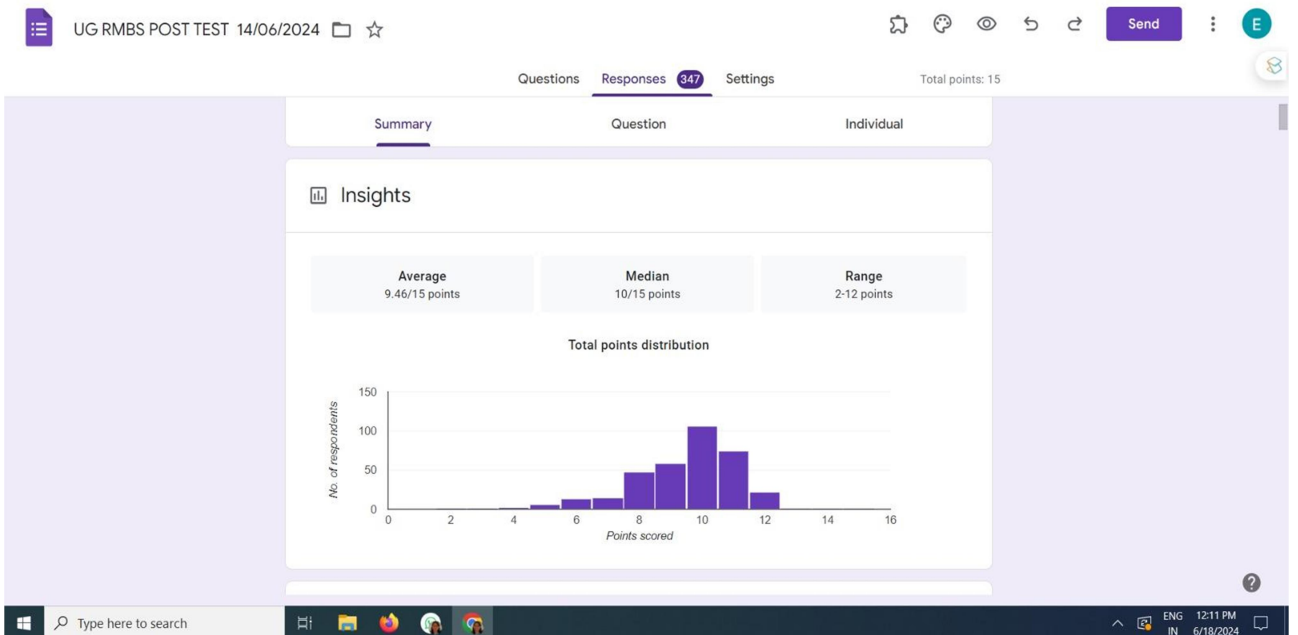 UG RMBS POST TEST 14/06/2024
Send
E
Questions Responses 347 Settings
Total points: 15
Summary Question Individual
Insights
Average Median Range
9.46/15 points 10/15 points 2-12 points
Total points distribution
No. of respondents
150
100
50
0
0 2 4 6 8 10 12 14 16
Points scored
Type here to search
ENG 12:11 PM
IN 6/18/2024